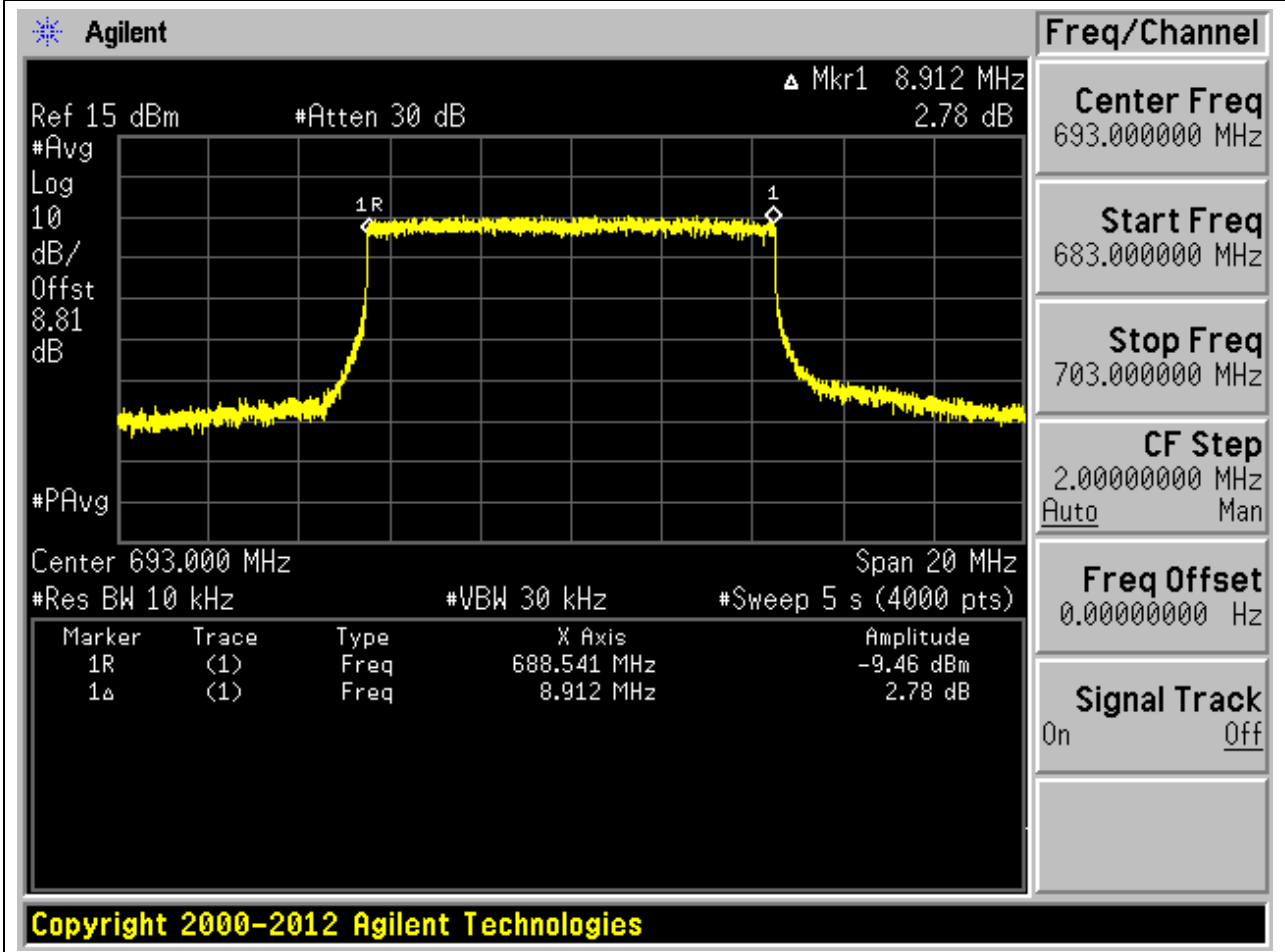 Agilent
Freq/Channel
Δ Mkr1 8.912 MHz
Ref 15 dBm #Atten 30 dB 2.78 dB
#Avg
Log
10
dB/
Offst
8.81
dB
1R
1
#PAvg
Center 693.000 MHz Span 20 MHz
#Res BW 10 kHz #VBW 30 kHz #Sweep 5 s (4000 pts)
Marker Trace Type X Axis Amplitude
1R (1) Freq 688.541 MHz -9.46 dBm
1Δ (1) Freq 8.912 MHz 2.78 dB
Center Freq
693.000000 MHz
Start Freq
683.000000 MHz
Stop Freq
703.000000 MHz
CF Step
2.00000000 MHz
Auto Man
Freq Offset
0.00000000 Hz
Signal Track
On Off
Copyright 2000-2012 Agilent Technologies